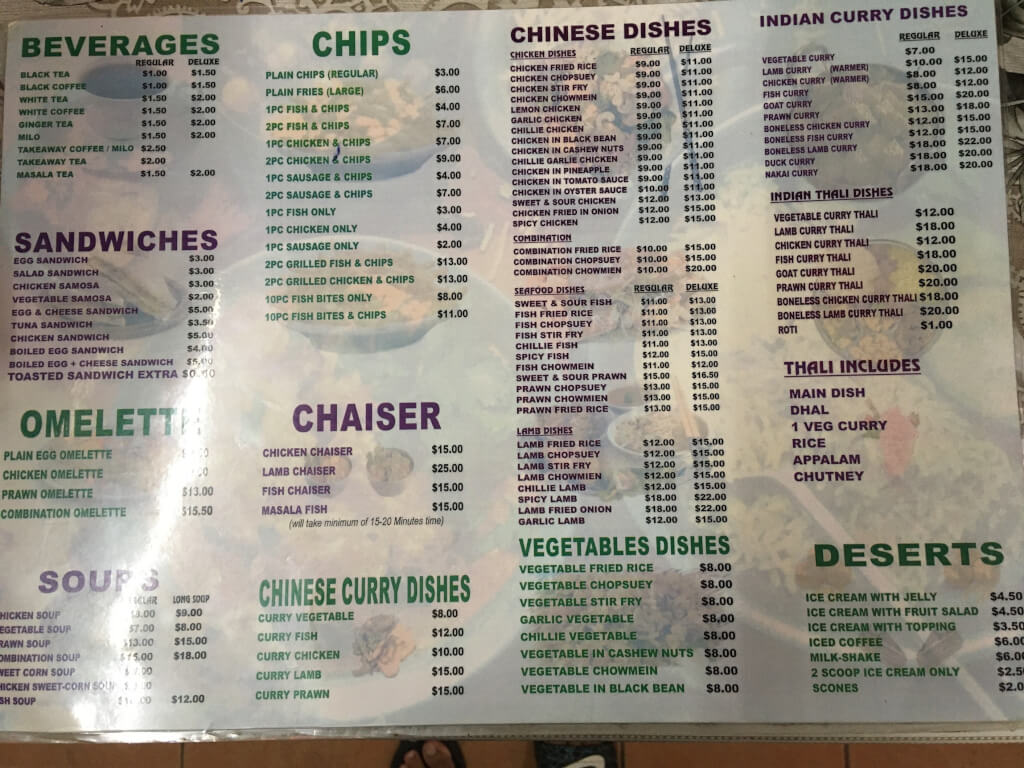 BEVERAGES
REGULAR DELUXE
BLACK TEA $1.00 $1.50
BLACK COFFEE $1.00 $1.50
WHITE TEA $1.50 $2.00
WHITE COFFEE $1.50 $2.00
GINGER TEA $1.50 $2.00
MILO $1.50 $2.00
TAKEAWAY COFFEE / MILO $2.50
TAKEAWAY TEA $2.00
MASALA TEA $1.50 $2.00
SANDWICHES
EGG SANDWICH $3.00
SALAD SANDWICH $3.00
CHICKEN SAMOSA $3.00
VEGETABLE SAMOSA $2.00
EGG & CHEESE SANDWICH $5.00
TUNA SANDWICH $3.50
CHICKEN SANDWICH $5.00
BOILED EGG SANDWICH $4.00
BOILED EGG + CHEESE SANDWICH $5.00
TOASTED SANDWICH EXTRA
PLAIN EGG OMELETTE
CHICKEN OMELETTE
PRAWN OMELETTE $13.00
COMBINATION OMELETTE $15.50
SOUPS
LONG SOUP
SOUP $9.00
SOUP $7.00 $8.00
SOUP $13.00 $15.00
SOUP $15.00 $18.00
SOUP $12.00
CHIPS
PLAIN CHIPS (REGULAR) $3.00
PLAIN FRIES (LARGE) $6.00
1PC FISH & CHIPS $4.00
2PC FISH & CHIPS $7.00
1PC CHICKEN & CHIPS $7.00
2PC CHICKEN & CHIPS $9.00
1PC SAUSAGE & CHIPS $4.00
2PC SAUSAGE & CHIPS $7.00
1PC FISH ONLY $3.00
1PC CHICKEN ONLY $4.00
1PC SAUSAGE ONLY $2.00
2PC GRILLED FISH & CHIPS $13.00
2PC GRILLED CHICKEN & CHIPS $13.00
10PC FISH BITES ONLY $8.00
10PC FISH BITES & CHIPS $11.00
CHAISER
CHICKEN CHAISER $15.00
LAMB CHAISER $25.00
FISH CHAISER $15.00
MASALA FISH $15.00
(will take minimum of 15-20 Minutes time)
CHINESE CURRY DISHES
CURRY VEGETABLE $8.00
CURRY FISH $12.00
CURRY CHICKEN $10.00
CURRY LAMB $15.00
CURRY PRAWN $15.00
CHINESE DISHES
CHICKEN DISHES REGULAR DELUXE
CHICKEN FRIED RICE $9.00 $11.00
CHICKEN CHOPSUEY $9.00 $11.00
CHICKEN STIR FRY $9.00 $11.00
CHICKEN CHOWMEIN $9.00 $11.00
LEMON CHICKEN $9.00 $11.00
GARLIC CHICKEN $9.00 $11.00
CHILLIE CHICKEN $9.00 $11.00
CHICKEN IN BLACK BEAN $9.00 $11.00
CHICKEN IN CASHEW NUTS $9.00 $11.00
CHILLIE GARLIE CHICKEN $9.00 $11.00
CHICKEN IN PINEAPPLE $9.00 $11.00
CHICKEN IN TOMATO SAUCE $9.00 $11.00
CHICKEN IN OYSTER SAUCE $10.00 $11.00
SWEET & SOUR CHICKEN $12.00 $13.00
CHICKEN FRIED IN ONION $12.00 $15.00
SPICY CHICKEN $12.00 $15.00
COMBINATION
COMBINATION FRIED RICE $10.00 $15.00
COMBINATION CHOPSUEY $10.00 $15.00
COMBINATION CHOWMIEN $10.00 $20.00
SEAFOOD DISHES REGULAR DELUXE
SWEET & SOUR FISH $11.00 $13.00
FISH FRIED RICE $11.00 $13.00
FISH CHOPSUEY $11.00 $13.00
FISH STIR FRY $11.00 $13.00
CHILLIE FISH $11.00 $13.00
SPICY FISH $12.00 $15.00
FISH CHOWMEIN $11.00 $12.00
SWEET & SOUR PRAWN $15.00 $16.50
PRAWN CHOPSUEY $13.00 $15.00
PRAWN CHOWMIEN $13.00 $15.00
PRAWN FRIED RICE $13.00 $15.00
LAMB DISHES
LAMB FRIED RICE $12.00 $15.00
LAMB CHOPSUEY $12.00 $15.00
LAMB STIR FRY $12.00 $15.00
LAMB CHOWMIEN $12.00 $15.00
CHILLIE LAMB $12.00 $15.00
SPICY LAMB $18.00 $22.00
LAMB FRIED ONION $18.00 $22.00
GARLIC LAMB $12.00 $15.00
VEGETABLES DISHES
VEGETABLE FRIED RICE $8.00
VEGETABLE CHOPSUEY $8.00
VEGETABLE STIR FRY $8.00
GARLIC VEGETABLE $8.00
CHILLIE VEGETABLE $8.00
VEGETABLE IN CASHEW NUTS $8.00
VEGETABLE CHOWMEIN $8.00
VEGETABLE IN BLACK BEAN $8.00
INDIAN CURRY DISHES
REGULAR DELUXE
VEGETABLE CURRY $7.00
LAMB CURRY (WARMER) $10.00 $15.00
CHICKEN CURRY (WARMER) $8.00 $12.00
FISH CURRY $8.00 $12.00
GOAT CURRY $15.00 $20.00
PRAWN CURRY $13.00 $18.00
BONELESS CHICKEN CURRY $12.00 $15.00
BONELESS FISH CURRY $12.00 $15.00
BONELESS LAMB CURRY $18.00 $22.00
DUCK CURRY $18.00 $20.00
NAKAI CURRY $18.00 $20.00
INDIAN THALI DISHES
VEGETABLE CURRY THALI $12.00
LAMB CURRY THALI $18.00
CHICKEN CURRY THALI $12.00
FISH CURRY THALI $18.00
GOAT CURRY THALI $20.00
PRAWN CURRY THALI $20.00
BONELESS CHICKEN CURRY THALI $18.00
BONELESS LAMB CURRY THALI $20.00
ROTI $1.00
THALI INCLUDES
MAIN DISH
DHAL
1 VEG CURRY
RICE
APPALAM
CHUTNEY
DESERTS
ICE CREAM WITH JELLY $4.50
ICE CREAM WITH FRUIT SALAD $4.50
ICE CREAM WITH TOPPING $3.50
ICED COFFEE
MILK-SHAKE
2 SCOOP ICE CREAM ONLY
SCONES